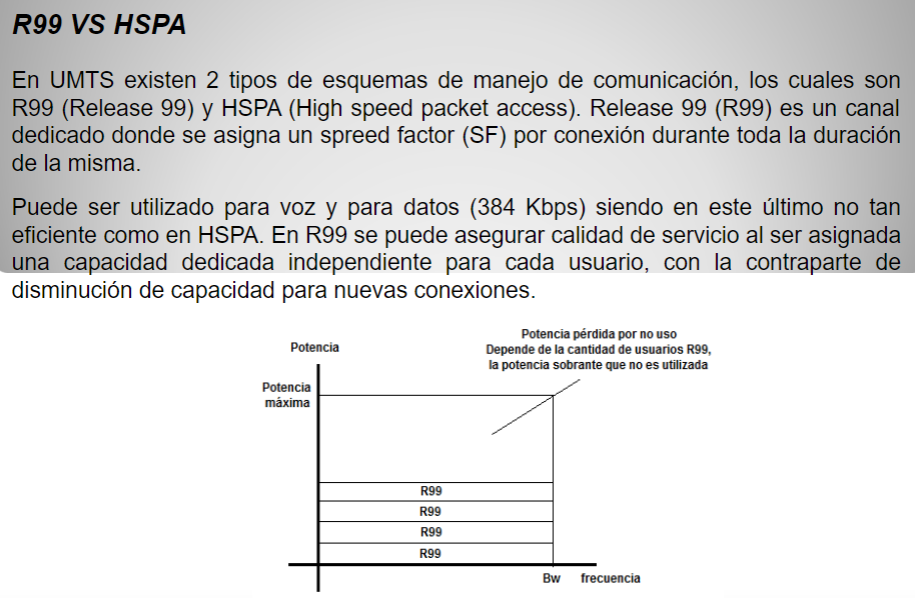 R99 VS HSPA
En UMTS existen 2 tipos de esquemas de manejo de comunicación, los cuales son
R99 (Release 99) y HSPA (High speed packet access). Release 99 (R99) es un canal
dedicado donde se asigna un spreed factor (SF) por conexión durante toda la duración
de la misma.
Puede ser utilizado para voz y para datos (384 Kbps) siendo en este último no tan
eficiente como en HSPA. En R99 se puede asegurar calidad de servicio al ser asignada
una capacidad dedicada independiente para cada usuario, con la contraparte de
disminución de capacidad para nuevas conexiones.
Potencia pérdida por no uso
Depende de la cantidad de usuarios R99,
la potencia sobrante que no es utilizada
Potencia
Potencia
máxima
R99
R99
R99
R99
Bw frecuencia